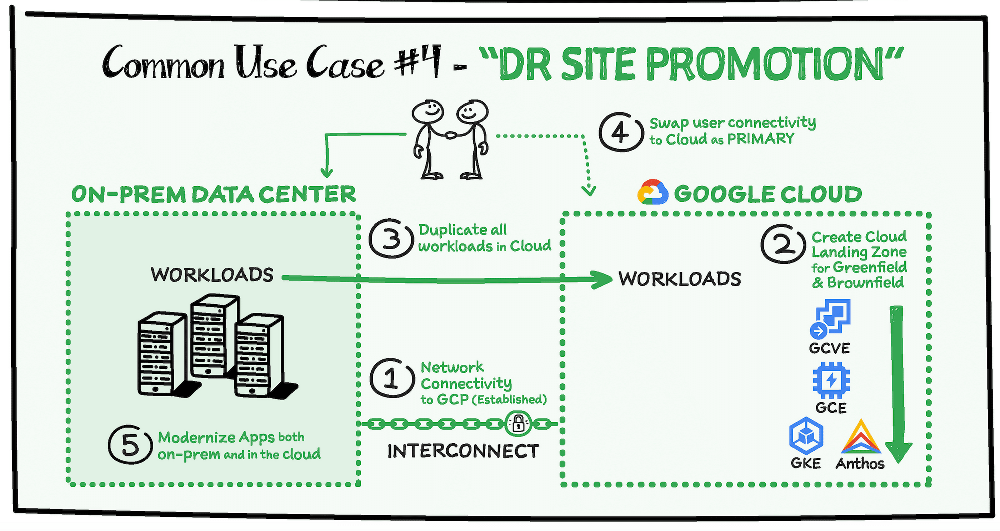 Common Use Case #4 - “DR SITE PROMOTION”
4 Swap user connectivity
to Cloud as PRIMARY
ON-PREM DATA CENTER
GOOGLE CLOUD
3 Duplicate all
workloads in Cloud
2 Create Cloud
Landing Zone
for Greenfield
& Brownfield
WORKLOADS
WORKLOADS
GCVE
1 Network
Connectivity
to GCP (Established)
GCE
INTERCONNECT
5 Modernize Apps both
on-prem and in the cloud
GKE
Anthos